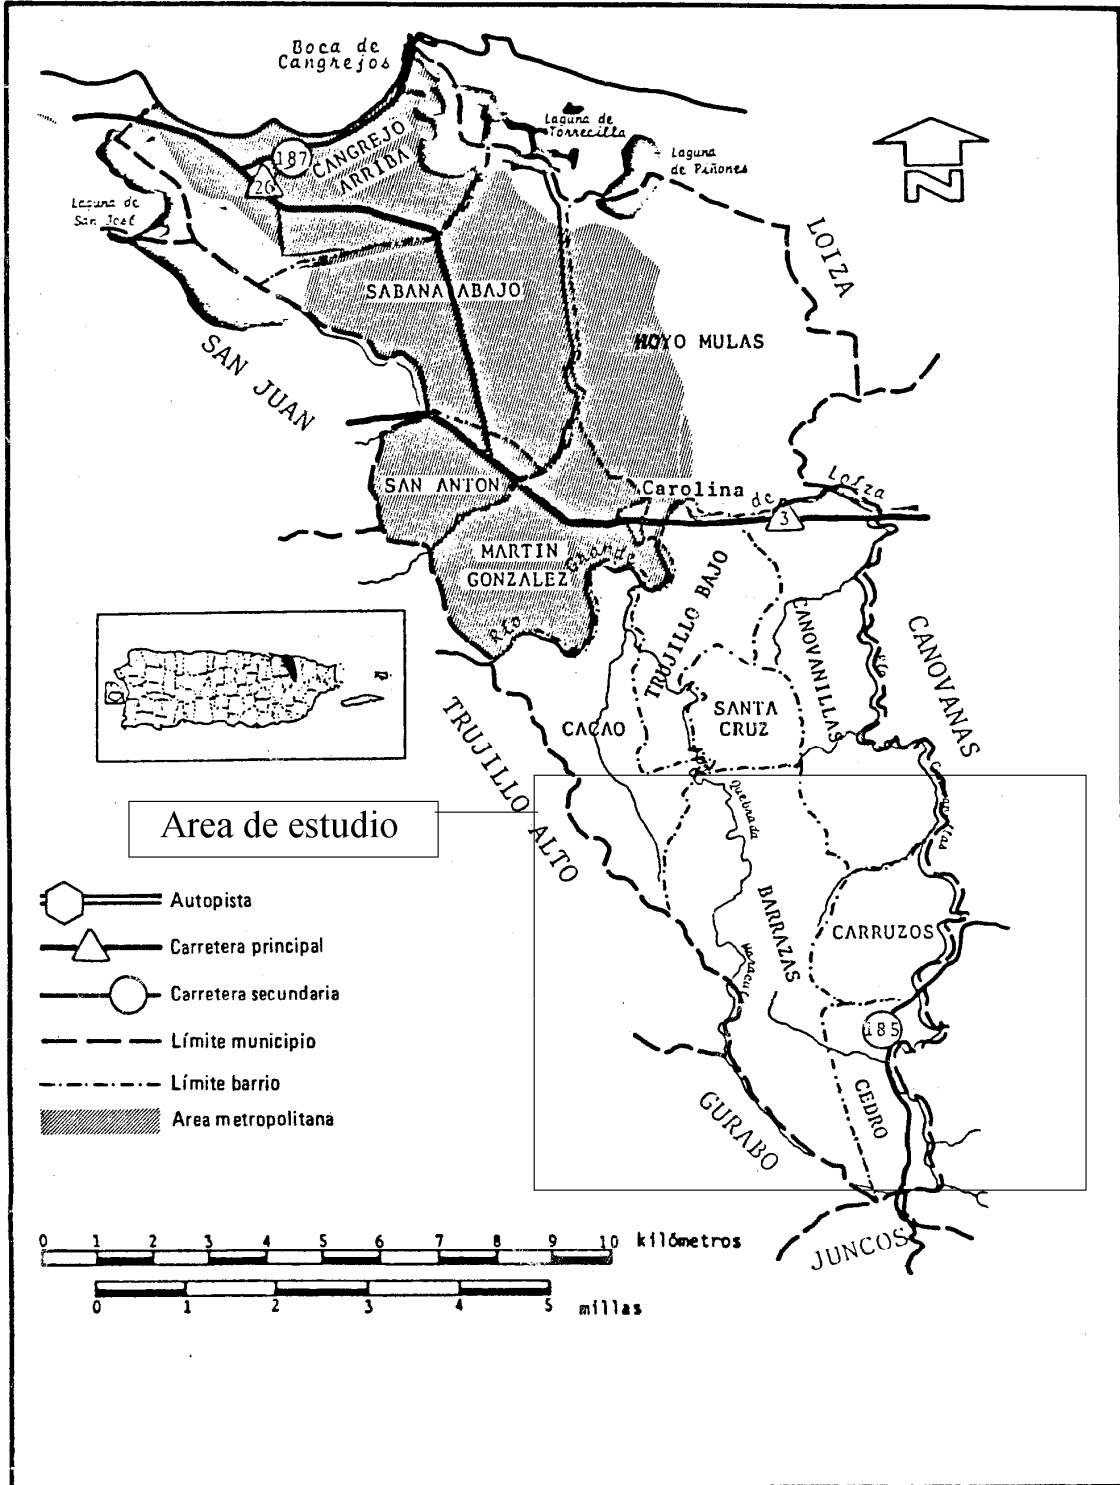 Boca de
Cangrejos
Laguna de
Torrecilla
Laguna
de Piñones
187
CANGREJO
ARRIBA
26
Laguna de
San José
N
LOIZA
SABANA ABAJO
HOYO MULAS
SAN JUAN
SAN ANTON
Carolina
de
Loíza
3
MARTIN
GONZALEZ
Grande
Río
TRUJILLO BAJO
CANOVANILLAS
CANOVANAS
SANTA
CRUZ
CACAO
TRUJILLO ALTO
Quebrada
Area de estudio
BARRAZAS
CARRUZOS
185
CEDRO
GURABO
JUNCOS
Autopista
Carretera principal
Carretera secundaria
Límite municipio
Límite barrio
Area metropolitana
0 1 2 3 4 5 6 7 8 9 10 kilómetros
0 1 2 3 4 5 millas